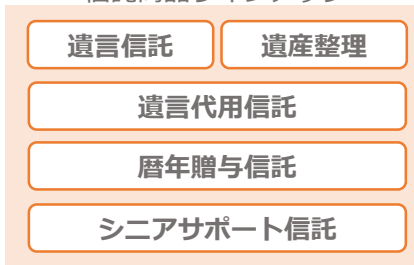 遺言信託 遺産整理
遺言代用信託
暦年贈与信託
シニアサポート信託